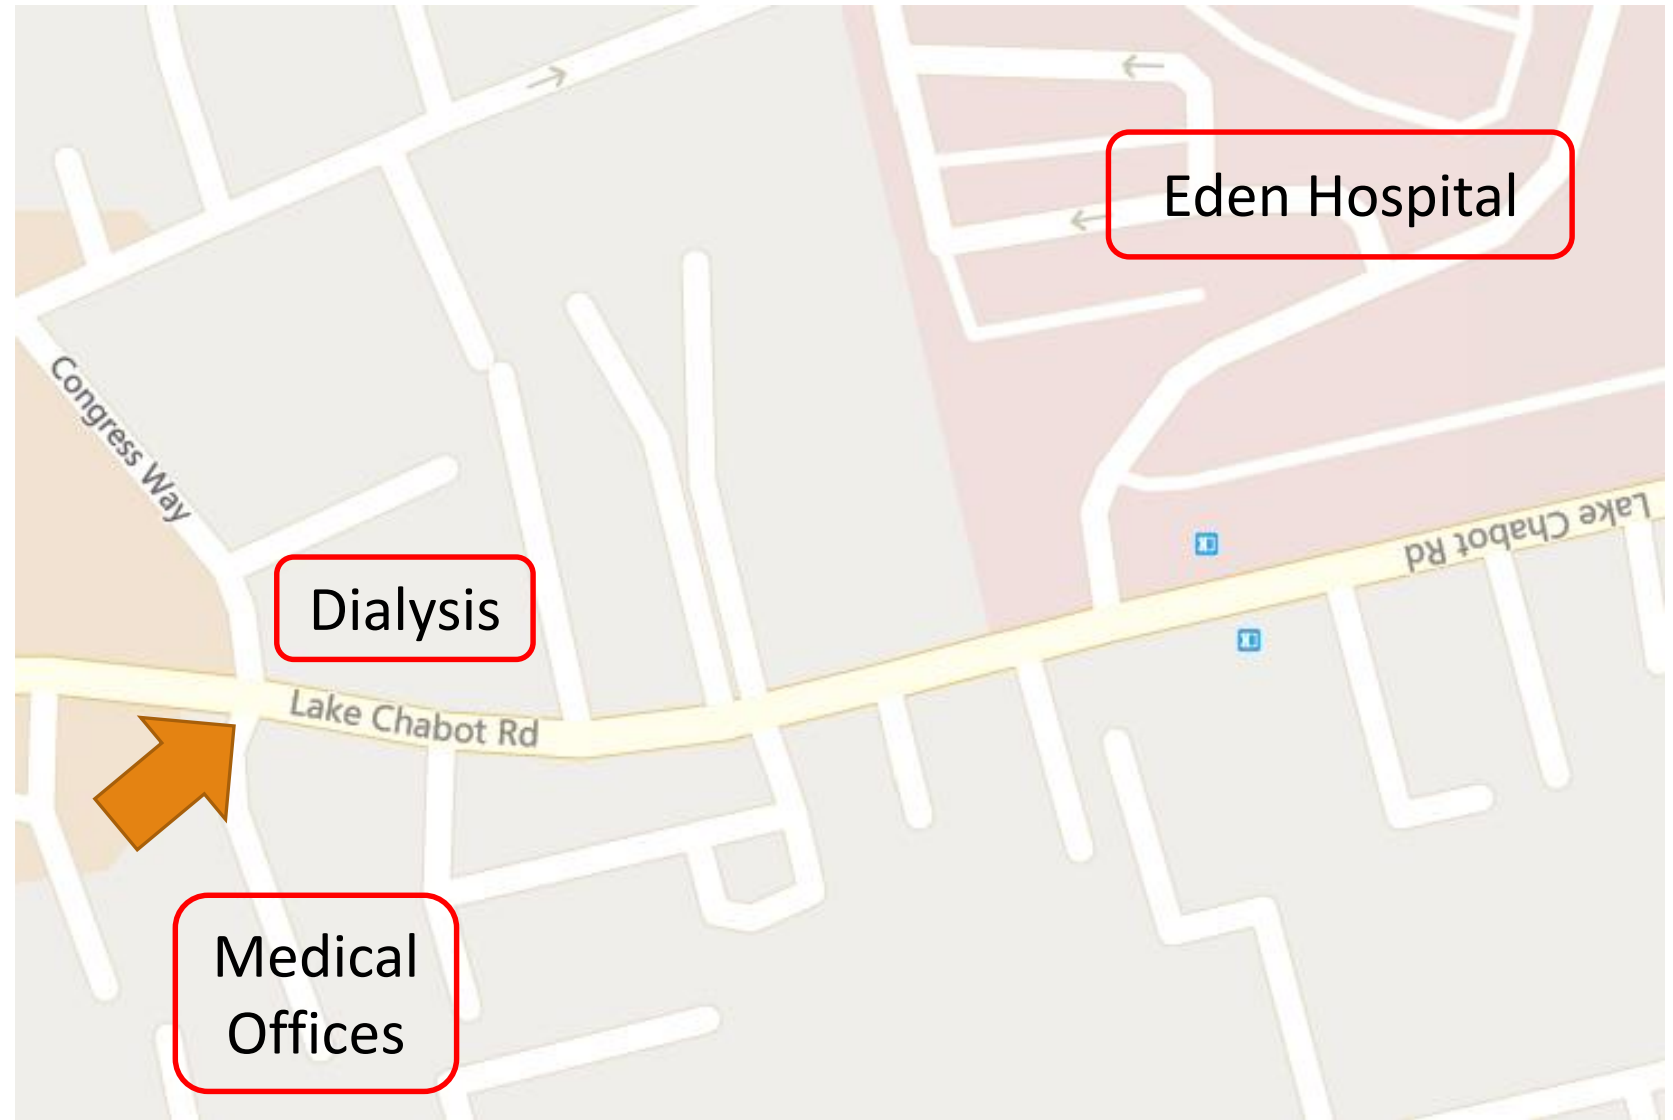 Eden Hospital
Congress Way
Lake Chabot Rd
Dialysis
Lake Chabot Rd
Medical
Offices